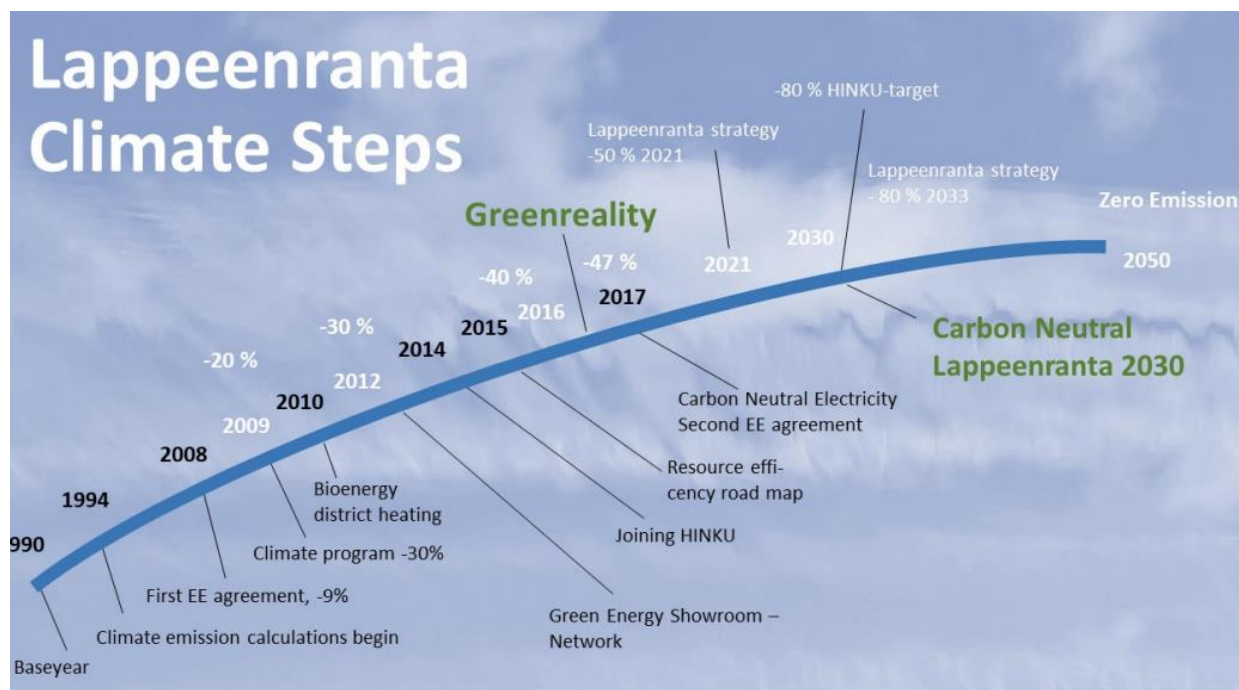 Lappeenranta
Climate Steps
-80 % HINKU-target
Lappeenranta strategy
-50 % 2021
Lappeenranta strategy
- 80 % 2033
Zero Emission
Greenreality
2030
-47 %
2021
2050
-40 %
2017
2016
2015
-30 %
2014
Carbon Neutral
Lappeenranta 2030
-20 %
2012
2010
Carbon Neutral Electricity
Second EE agreement
2009
2008
Resource effi-
cency road map
Bioenergy
district heating
1994
Joining HINKU
990
Climate program -30%
First EE agreement, -9%
Green Energy Showroom –
Network
Climate emission calculations begin
Baseyear